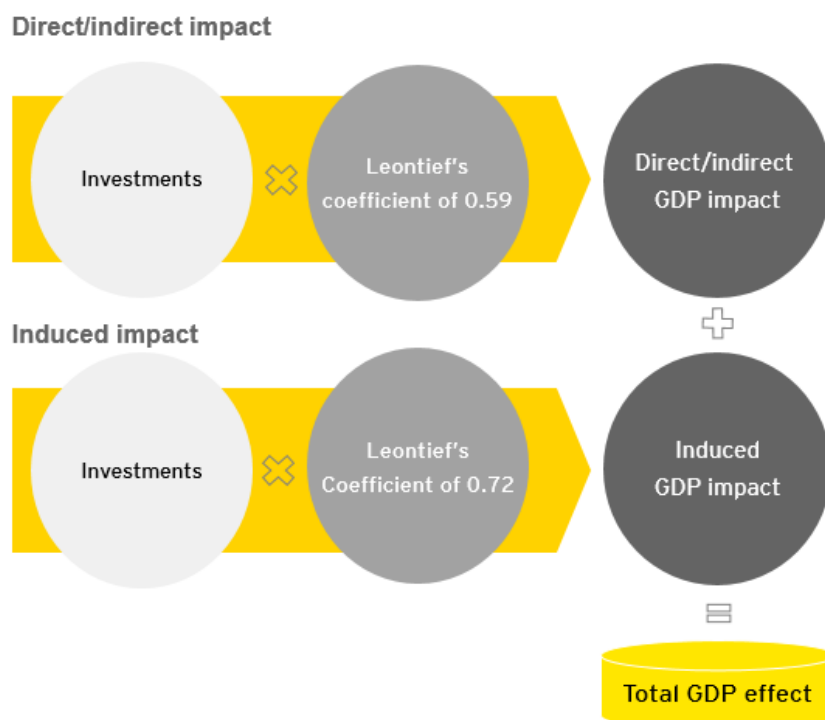 Direct/indirect impact
Investments
Leontief's
coefficient of 0.59
Direct/indirect
GDP impact
Induced impact
Investments
Leontief's
Coefficient of 0.72
Induced
GDP impact
Total GDP effect